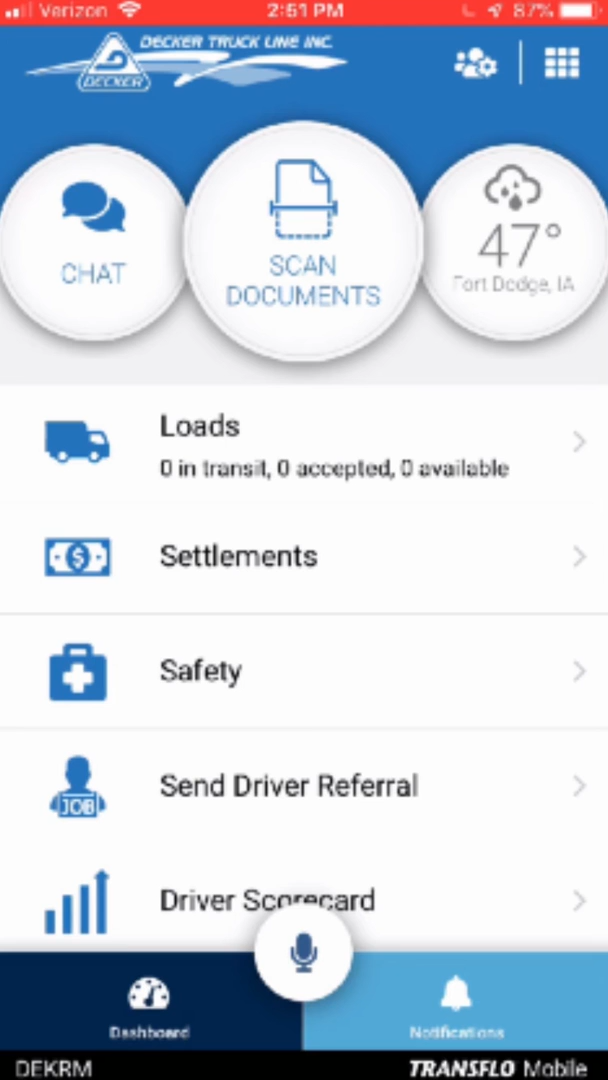 Verizon 2:51 PM 87%
DECKER TRUCK LINE INC.
DECKER
CHAT
SCAN
DOCUMENTS
47°
Fort Dodge, IA
Loads
0 in transit, 0 accepted, 0 available
Settlements
Safety
Send Driver Referral
JOB
Driver Scorecard
Dashboard
Notifications
DEKRM
TRANSFLO Mobile